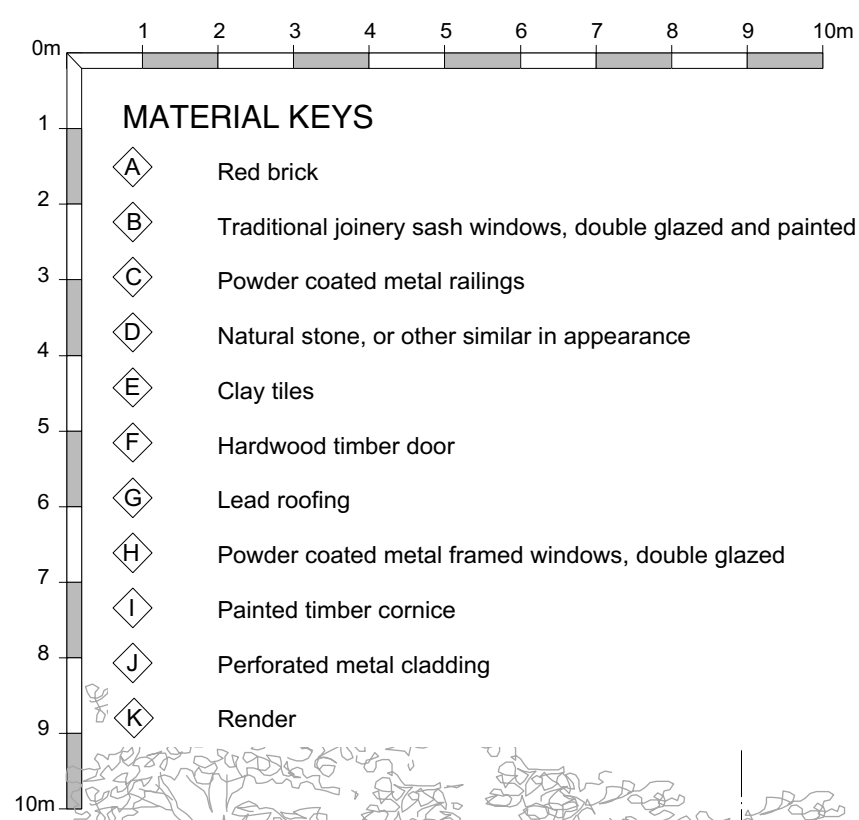 1 2 3 4 5 6 7 8 9 10m
0m
MATERIAL KEYS
1
A Red brick
2
B Traditional joinery sash windows, double glazed and painted
3
C Powder coated metal railings
D Natural stone, or other similar in appearance
4
E Clay tiles
5
F Hardwood timber door
6
G Lead roofing
H Powder coated metal framed windows, double glazed
7
I Painted timber cornice
8
J Perforated metal cladding
K Render
9
10m